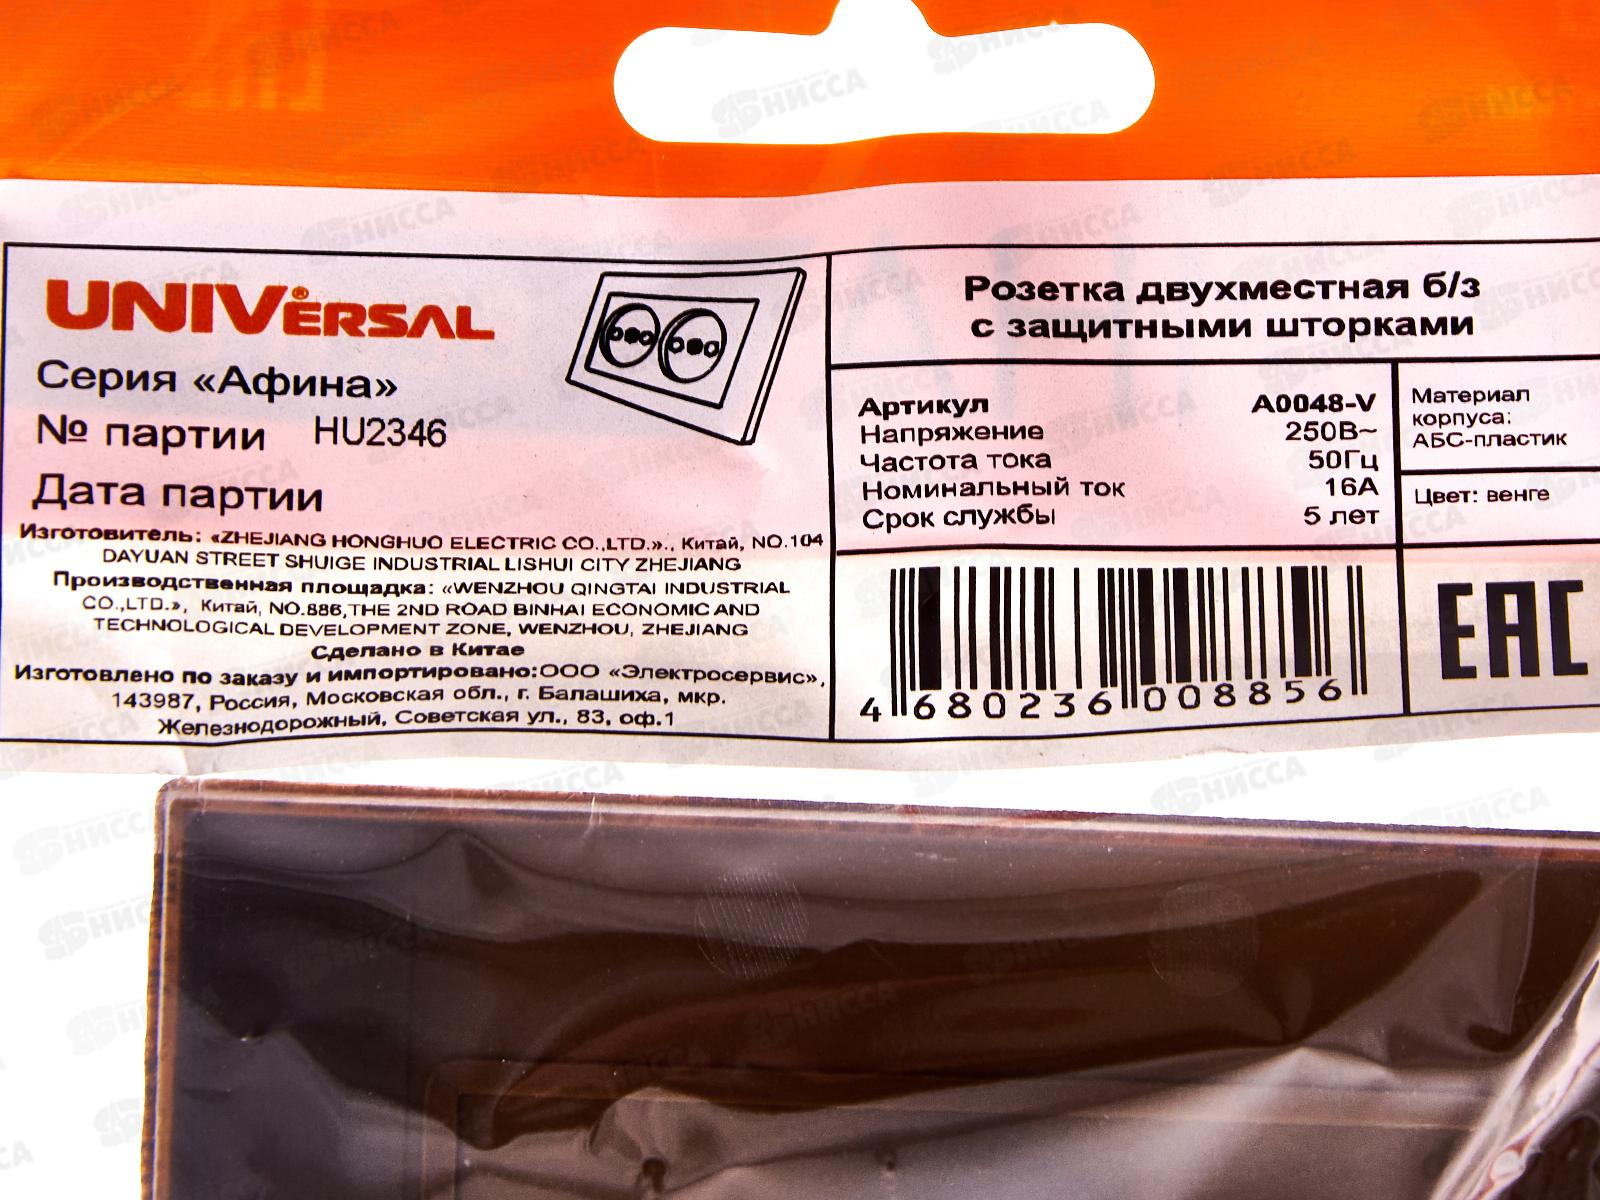 UNIVERSAL®
Серия «Афина»
№ партии HU2346
Дата партии
Изготовитель: «ZHEJIANG HONGHUO ELECTRIC CO.,LTD.»., Китай, NO.104
DAYUAN STREET SHUIGE INDUSTRIAL LISHUI CITY ZHEJIANG
Производственная площадка: «WENZHOU QINGTAI INDUSTRIAL
CO.,LTD.», Китай, NO.886,THE 2ND ROAD BINHAI ECONOMIC AND
TECHNOLOGICAL DEVELOPMENT ZONE, WENZHOU, ZHEJIANG
Сделано в Китае
Изготовлено по заказу и импортировано:ООО «Электросервис»,
143987, Россия, Московская обл., г. Балашиха, мкр.
Железнодорожный, Советская ул., 83, оф.1
Розетка двухместная б/з
с защитными шторками
Артикул A0048-V
Напряжение 250В~
Частота тока 50Гц
Номинальный ток 16А
Срок службы 5 лет
Материал
корпуса:
АБС-пластик
Цвет: венге
4 680236 008856
EAC
НИССА